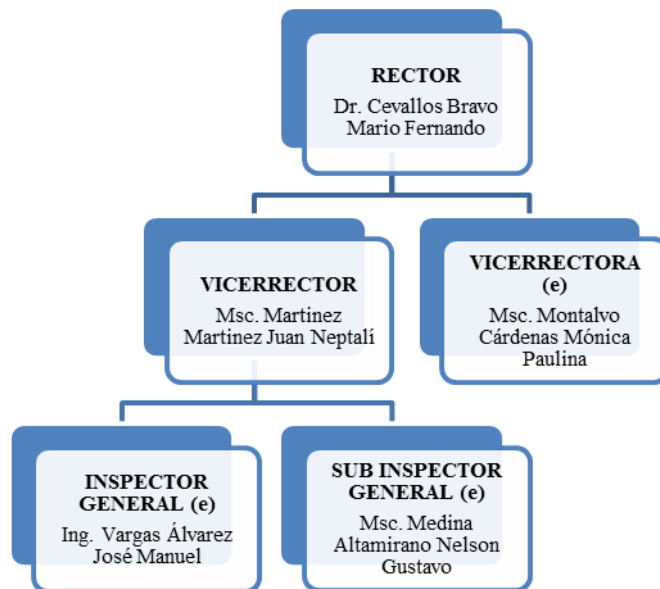 RECTOR
Dr. Cevallos Bravo
Mario Fernando
VICERRECTOR
Msc. Martinez
Martinez Juan Neptalí
VICERRECTORA
(e)
Msc. Montalvo
Cárdenas Mónica
Paulina
INSPECTOR
GENERAL (e)
Ing. Vargas Álvarez
José Manuel
SUB INSPECTOR
GENERAL (e)
Msc. Medina
Altamirano Nelson
Gustavo